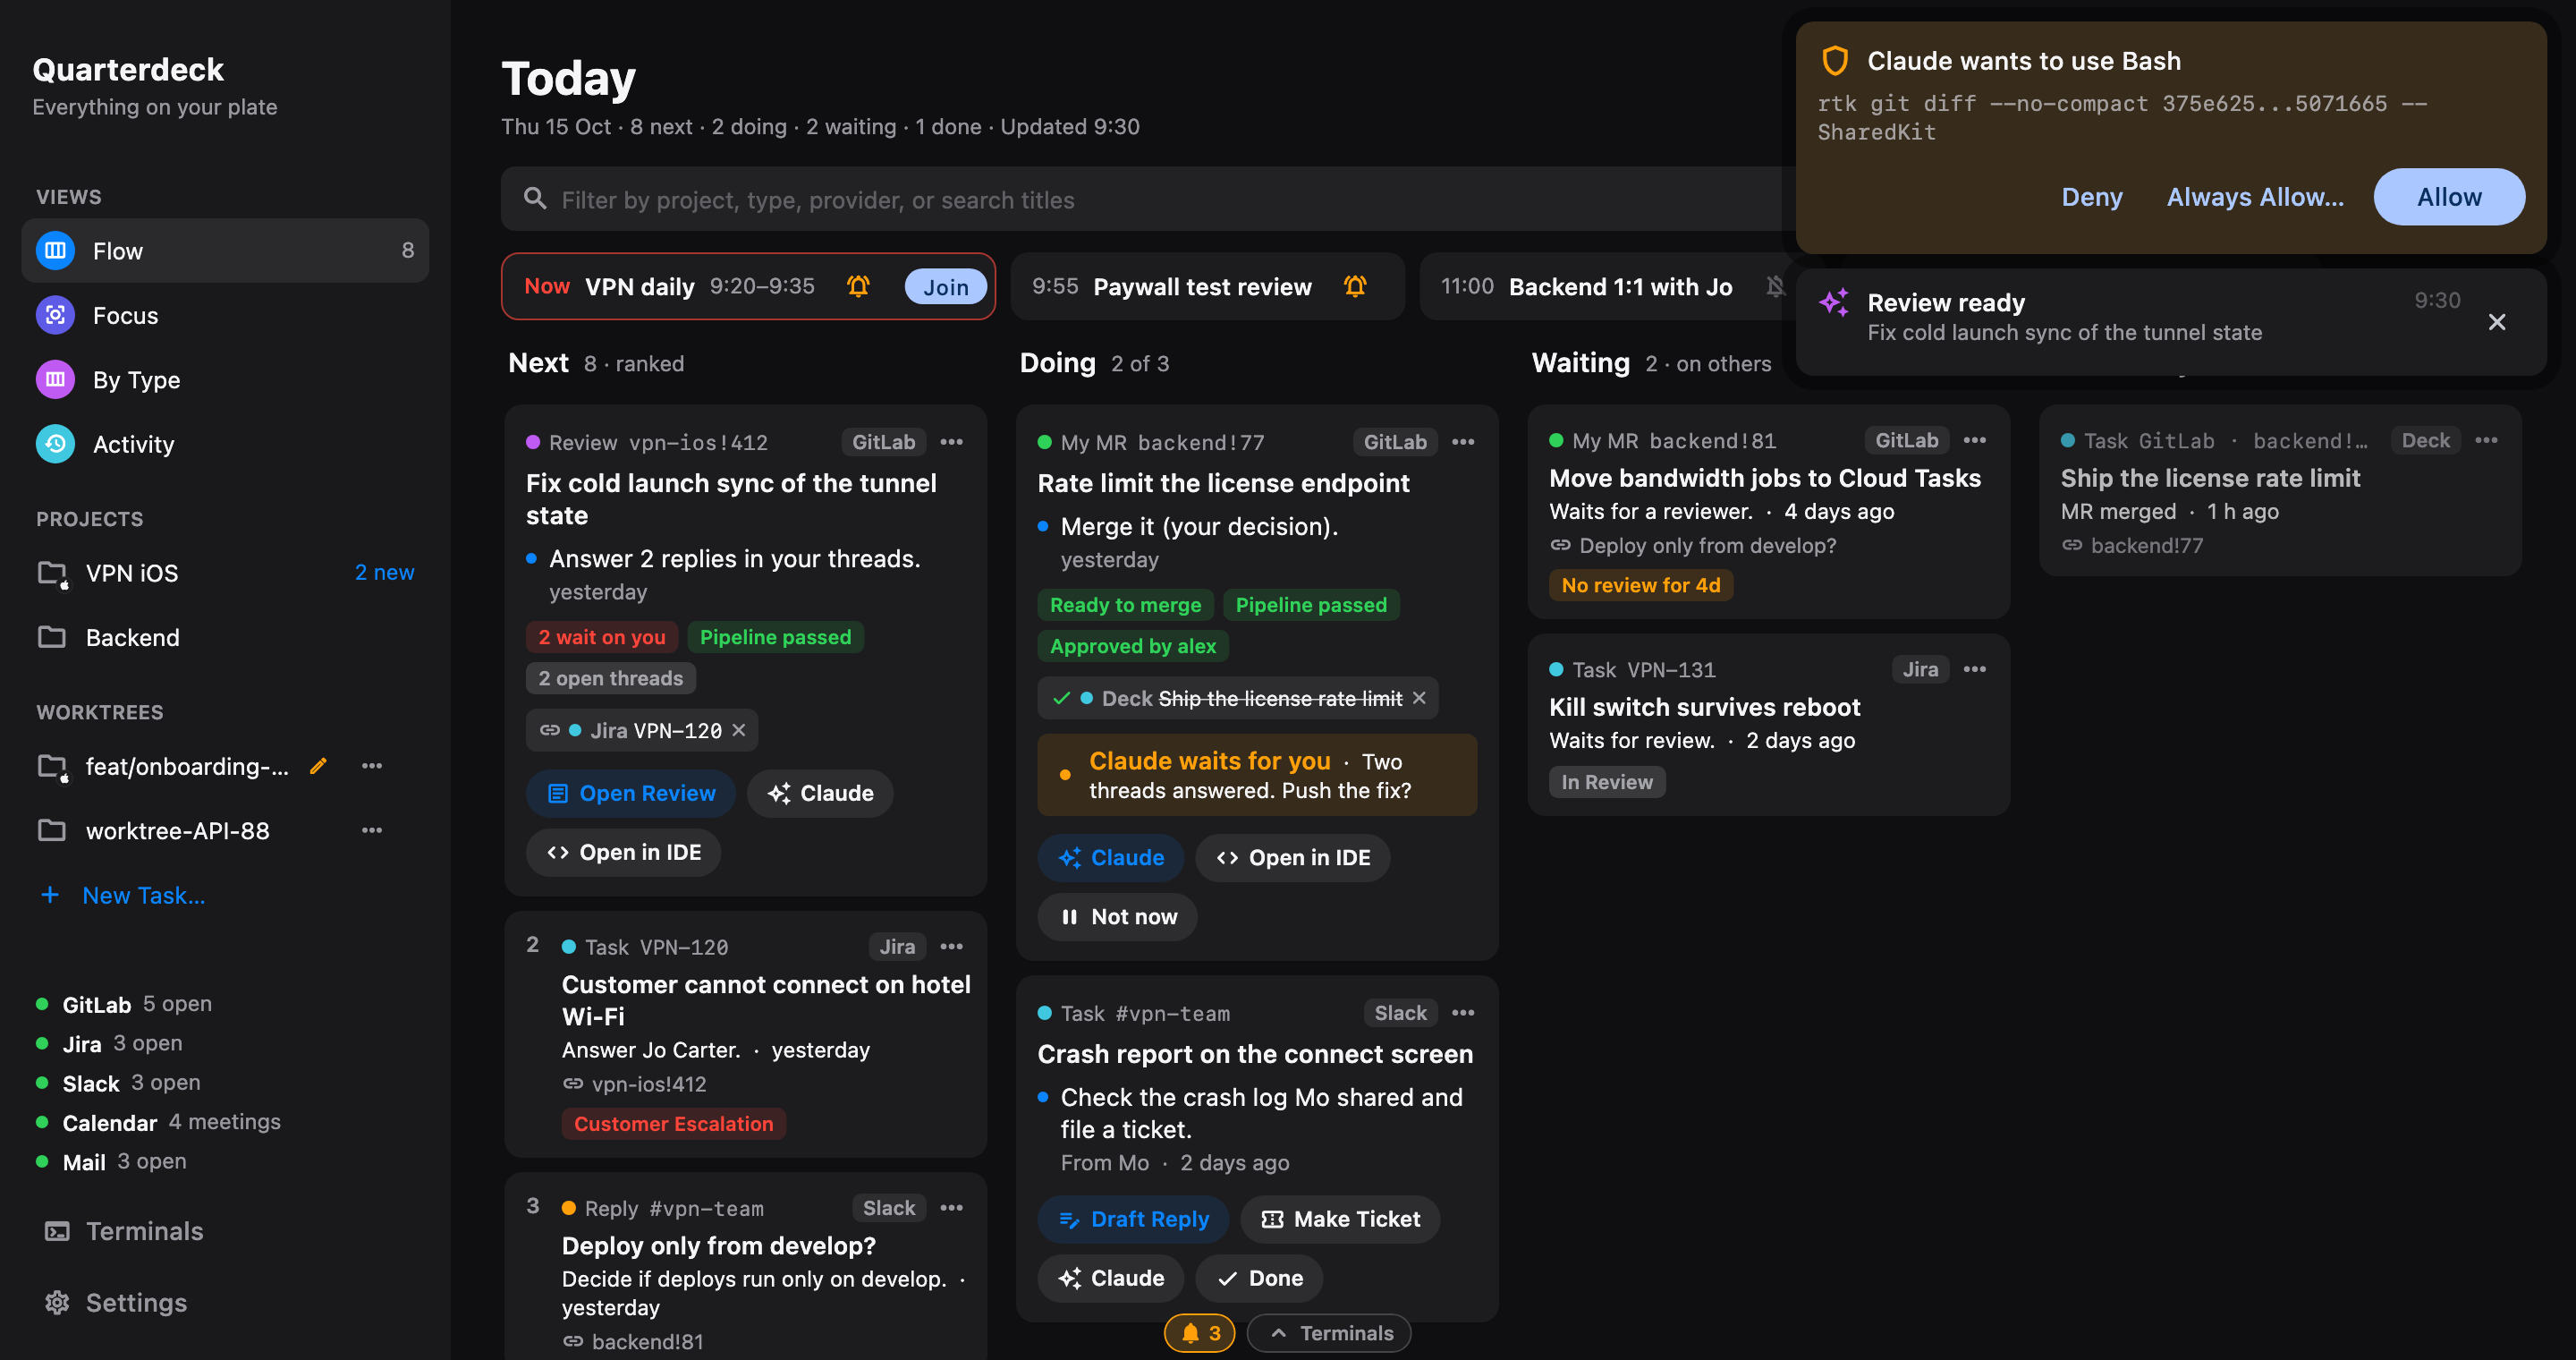 Quarterdeck
Everything on your plate
VIEWS
Flow 8
Focus
By Type
Activity
PROJECTS
VPN iOS 2 new
Backend
WORKTREES
feat/onboarding-...
worktree-API-88
New Task...
GitLab 5 open
Jira 3 open
Slack 3 open
Calendar 4 meetings
Mail 3 open
Terminals
Settings
Today
Thu 15 Oct · 8 next · 2 doing · 2 waiting · 1 done · Updated 9:30
Filter by project, type, provider, or search titles
Now VPN daily 9:20–9:35 Join
9:55 Paywall test review
11:00 Backend 1:1 with Jo
Claude wants to use Bash
rtk git diff --no-compact 375e625...5071665 --
SharedKit
Deny Always Allow... Allow
Review ready 9:30
Fix cold launch sync of the tunnel state
Next 8 · ranked
Review vpn-ios!412 GitLab
Fix cold launch sync of the tunnel
state
Answer 2 replies in your threads.
yesterday
2 wait on you Pipeline passed
2 open threads
Jira VPN-120
Open Review Claude
Open in IDE
2 Task VPN-120 Jira
Customer cannot connect on hotel
Wi-Fi
Answer Jo Carter. · yesterday
vpn-ios!412
Customer Escalation
3 Reply #vpn-team Slack
Deploy only from develop?
Decide if deploys run only on develop. ·
yesterday
backend!81
Doing 2 of 3
My MR backend!77 GitLab
Rate limit the license endpoint
Merge it (your decision).
yesterday
Ready to merge Pipeline passed
Approved by alex
Deck Ship the license rate limit
Claude waits for you · Two
threads answered. Push the fix?
Claude Open in IDE
Not now
Task #vpn-team Slack
Crash report on the connect screen
Check the crash log Mo shared and
file a ticket.
From Mo · 2 days ago
Draft Reply Make Ticket
Claude Done
Waiting 2 · on others
My MR backend!81 GitLab
Move bandwidth jobs to Cloud Tasks
Waits for a reviewer. · 4 days ago
Deploy only from develop?
No review for 4d
Task VPN-131 Jira
Kill switch survives reboot
Waits for review. · 2 days ago
In Review
Task GitLab · backend!... Deck
Ship the license rate limit
MR merged · 1 h ago
backend!77
3 Terminals